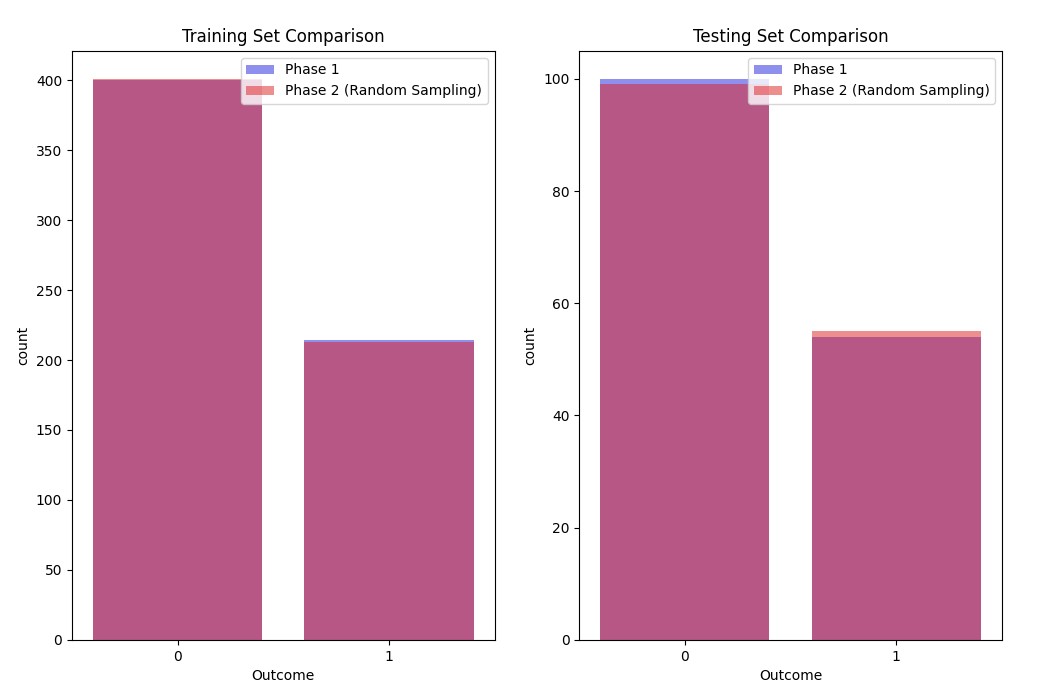 Training Set Comparison
Phase 1
Phase 2 (Random Sampling)
400
350
300
250
200
150
100
50
0
count
0
1
Outcome
Testing Set Comparison
Phase 1
Phase 2 (Random Sampling)
100
80
60
40
20
0
count
0
1
Outcome